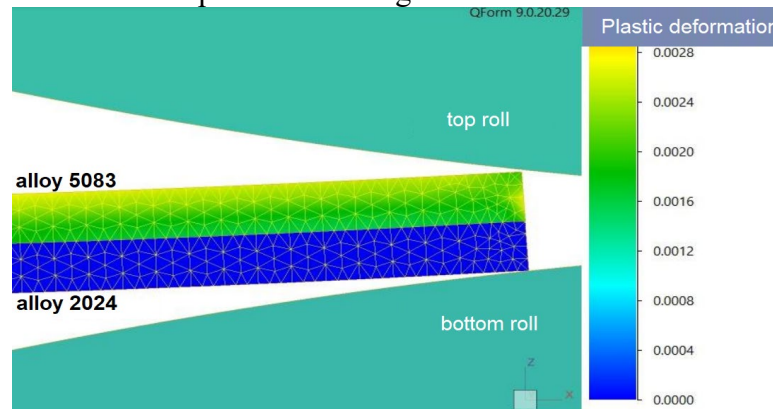 QForm 9.0.20.29
Plastic deformation
0.0028
top roll
0.0024
0.0020
alloy 5083
0.0016
0.0012
alloy 2024
0.0008
bottom roll
0.0004
z
x
0.0000